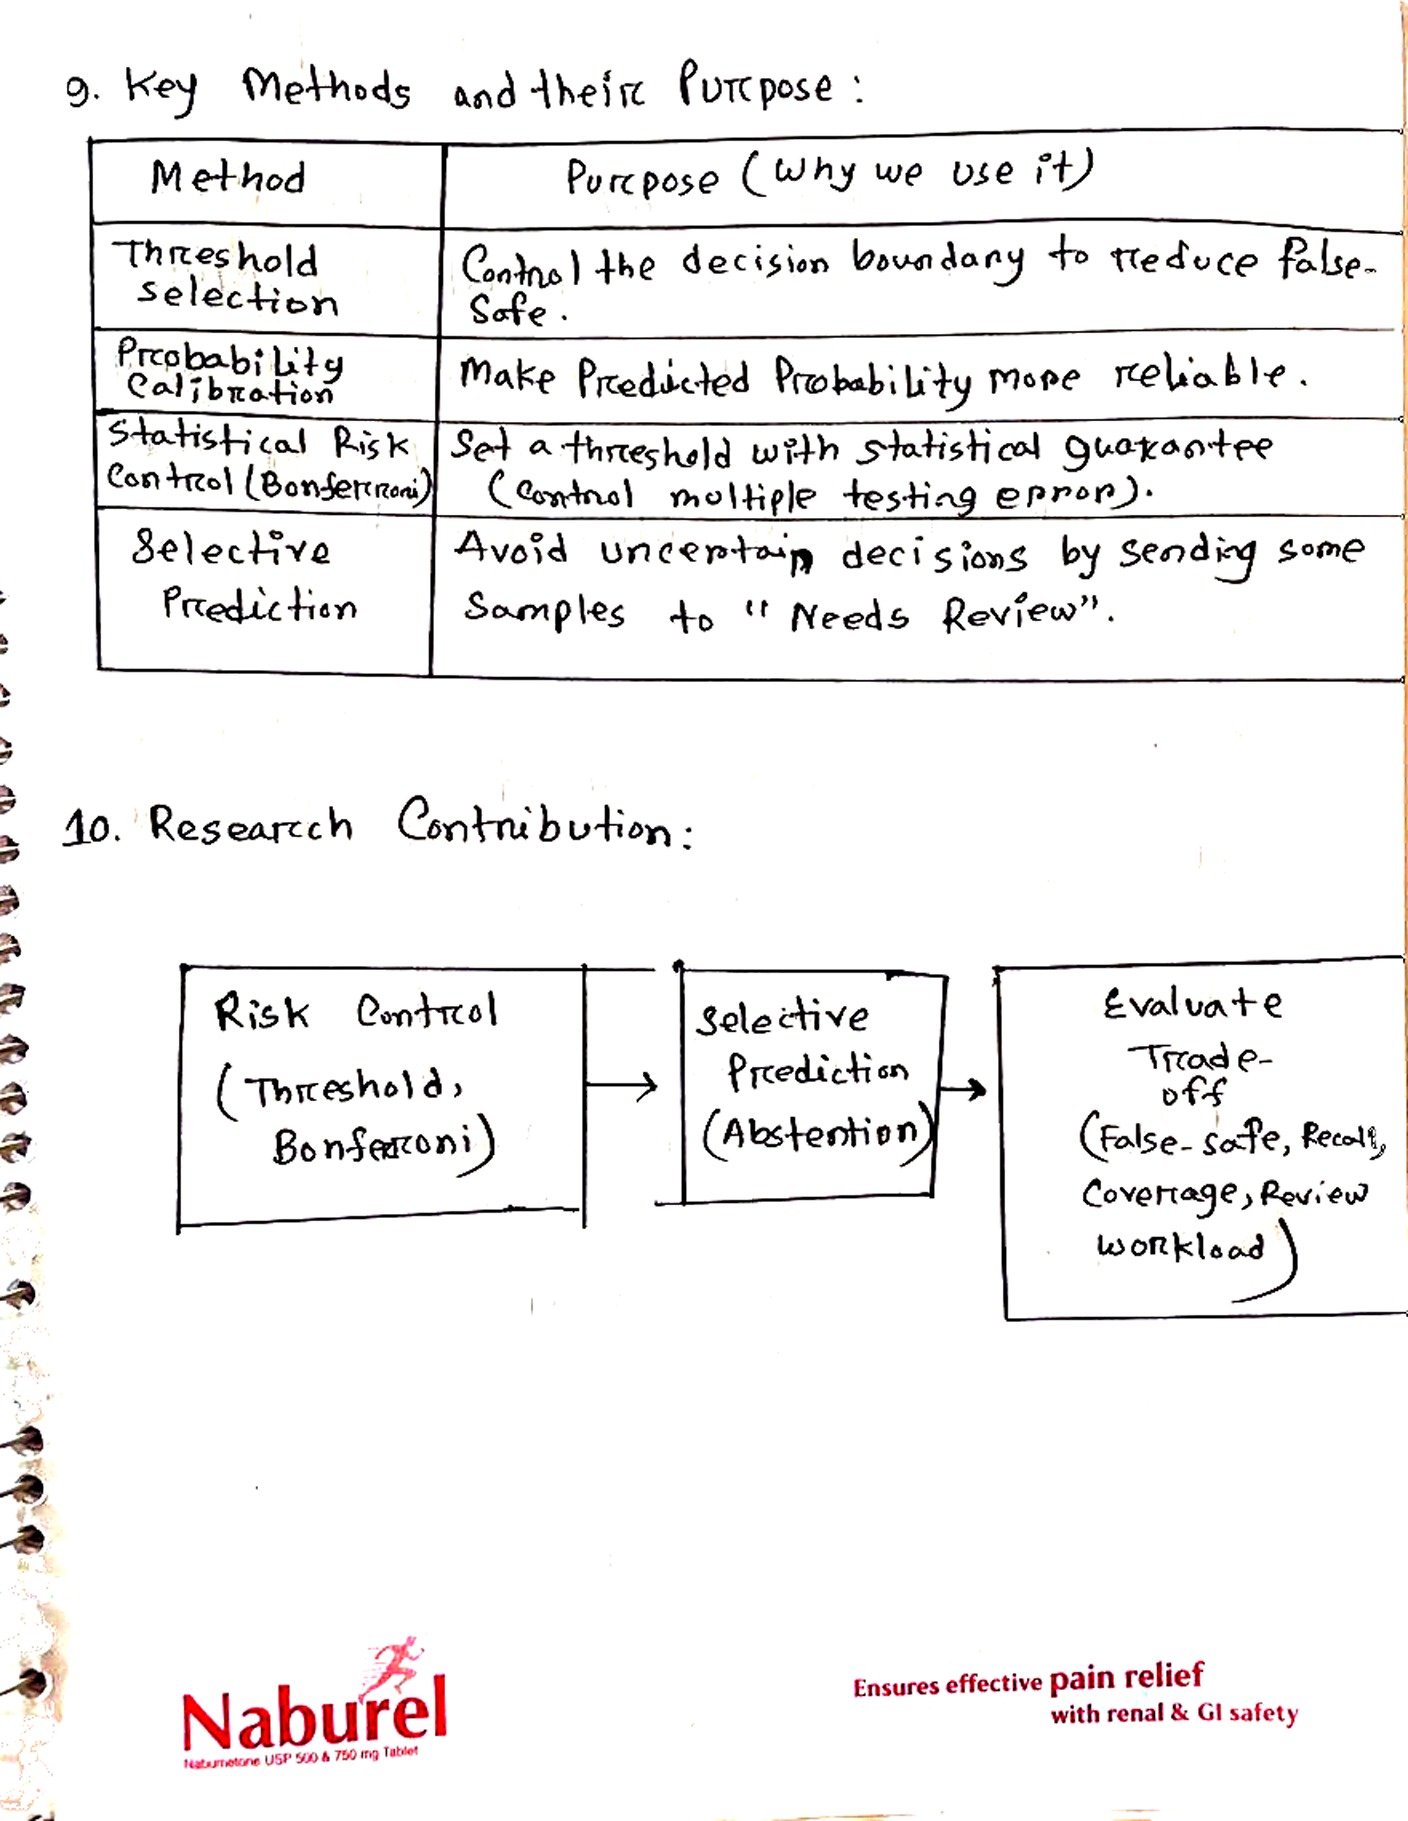 9. Key Methods and their Purpose :
Method
Purpose (Why we use it)
Threshold
selection
Control the decision boundary to reduce false-
safe.
Probability
Calibration
Make Predicted Probability more reliable.
Statistical Risk
Control (Bonferroni)
Set a threshold with statistical guarantee
(Control multiple testing error).
Selective
Prediction
Avoid uncertain decisions by sending some
Samples to "Needs Review".
10. Research Contribution:
Risk Control
(Threshold,
Bonferroni)
Selective
Prediction
(Abstention)
Evaluate
Trade-
off
(False-safe, Recall,
Coverage, Review
workload)
Naburel
Nabumetone USP 500 & 750 mg Tablet
Ensures effective pain relief
with renal & GI safety